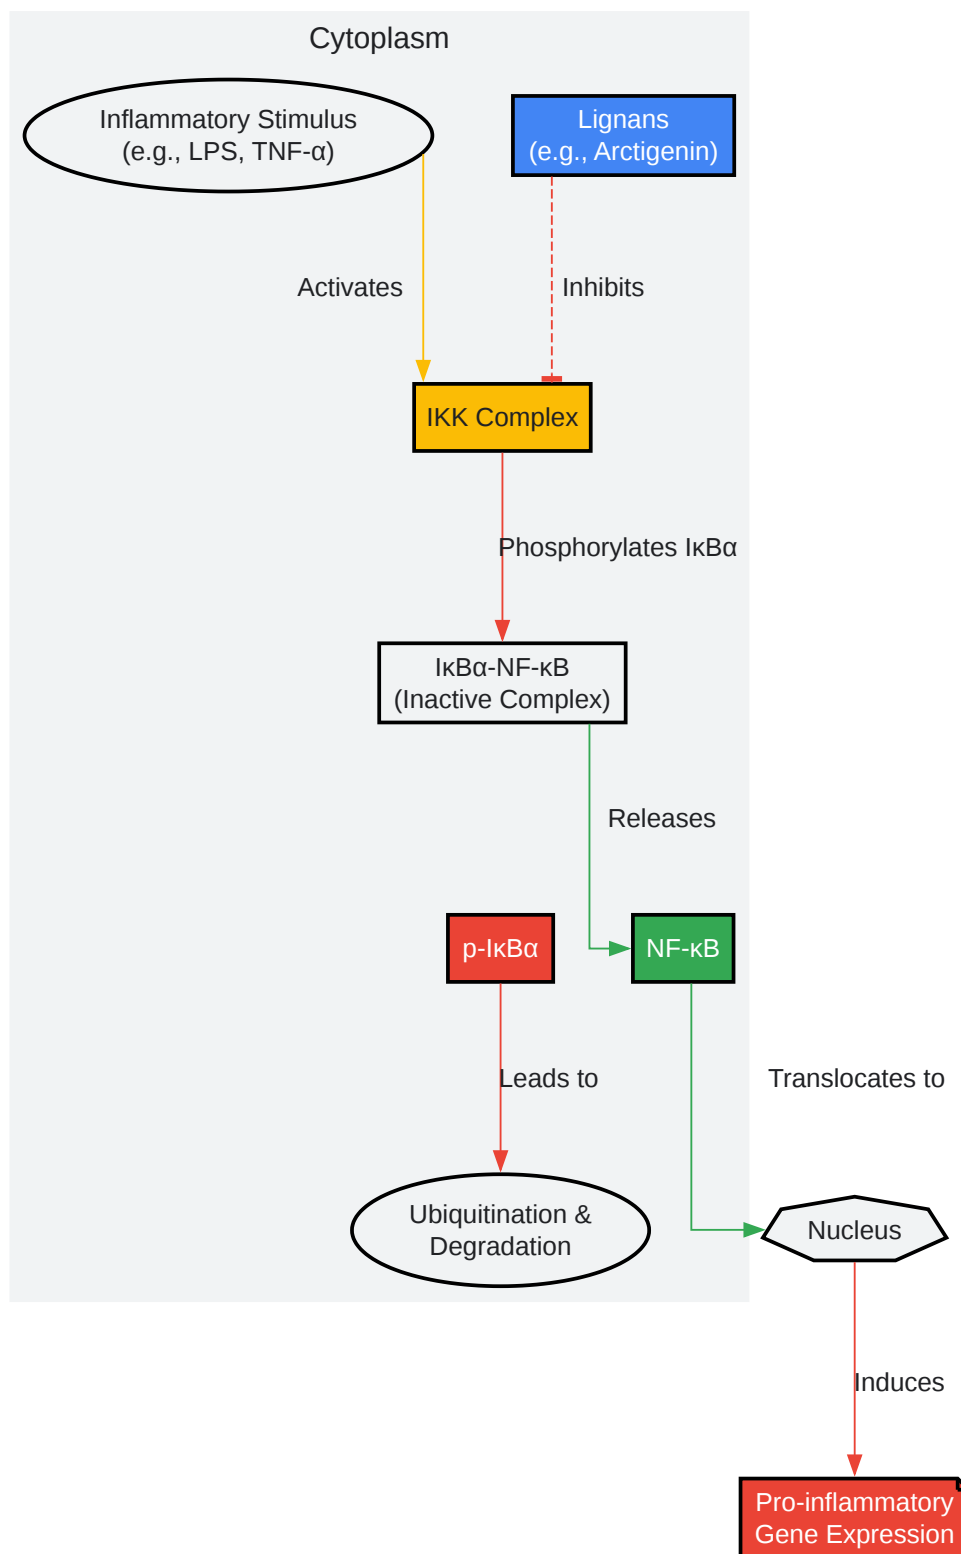 Cytoplasm
Inflammatory Stimulus
(e.g., LPS, TNF-α)
Lignans
(e.g., Arctigenin)
Activates
Inhibits
IKK Complex
Phosphorylates IκBα
IκBα-NF-κB
(Inactive Complex)
Releases
p-IκBα
NF-κB
Leads to
Translocates to
Ubiquitination &
Degradation
Nucleus
Induces
Pro-inflammatory
Gene Expression